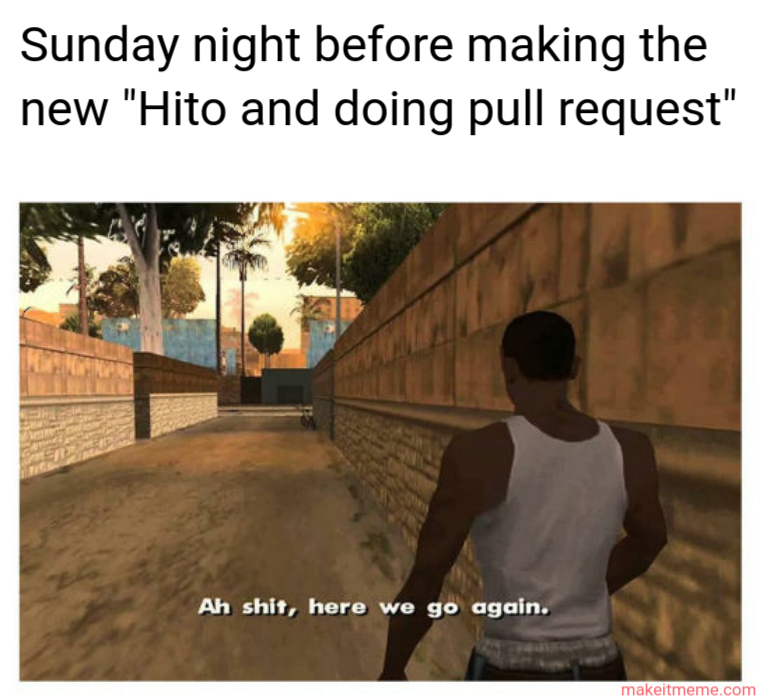 Sunday night before making the
new "Hito and doing pull request"
Ah shit, here we go again.
makeitmeme.com